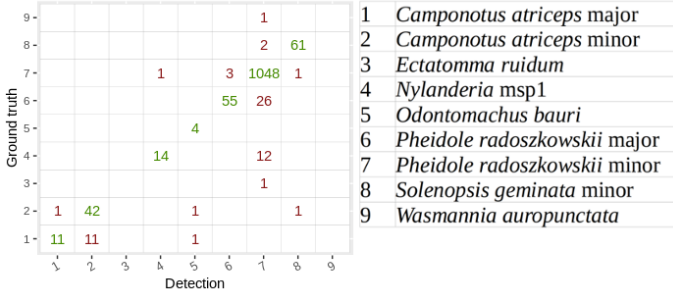 9 1
8 2 61
7 1 3 1048 1
6 55 26
5 4
4 14 12
3 1
2 1 42 1 1
1 11 11 1
1 2 3 4 5 6 7 8 9
Detection
Ground truth
1 Camponotus atriceps major
2 Camponotus atriceps minor
3 Ectatomma ruidum
4 Nylanderia msp1
5 Odontomachus bauri
6 Pheidole radoszkowskii major
7 Pheidole radoszkowskii minor
8 Solenopsis geminata minor
9 Wasmannia auropunctata